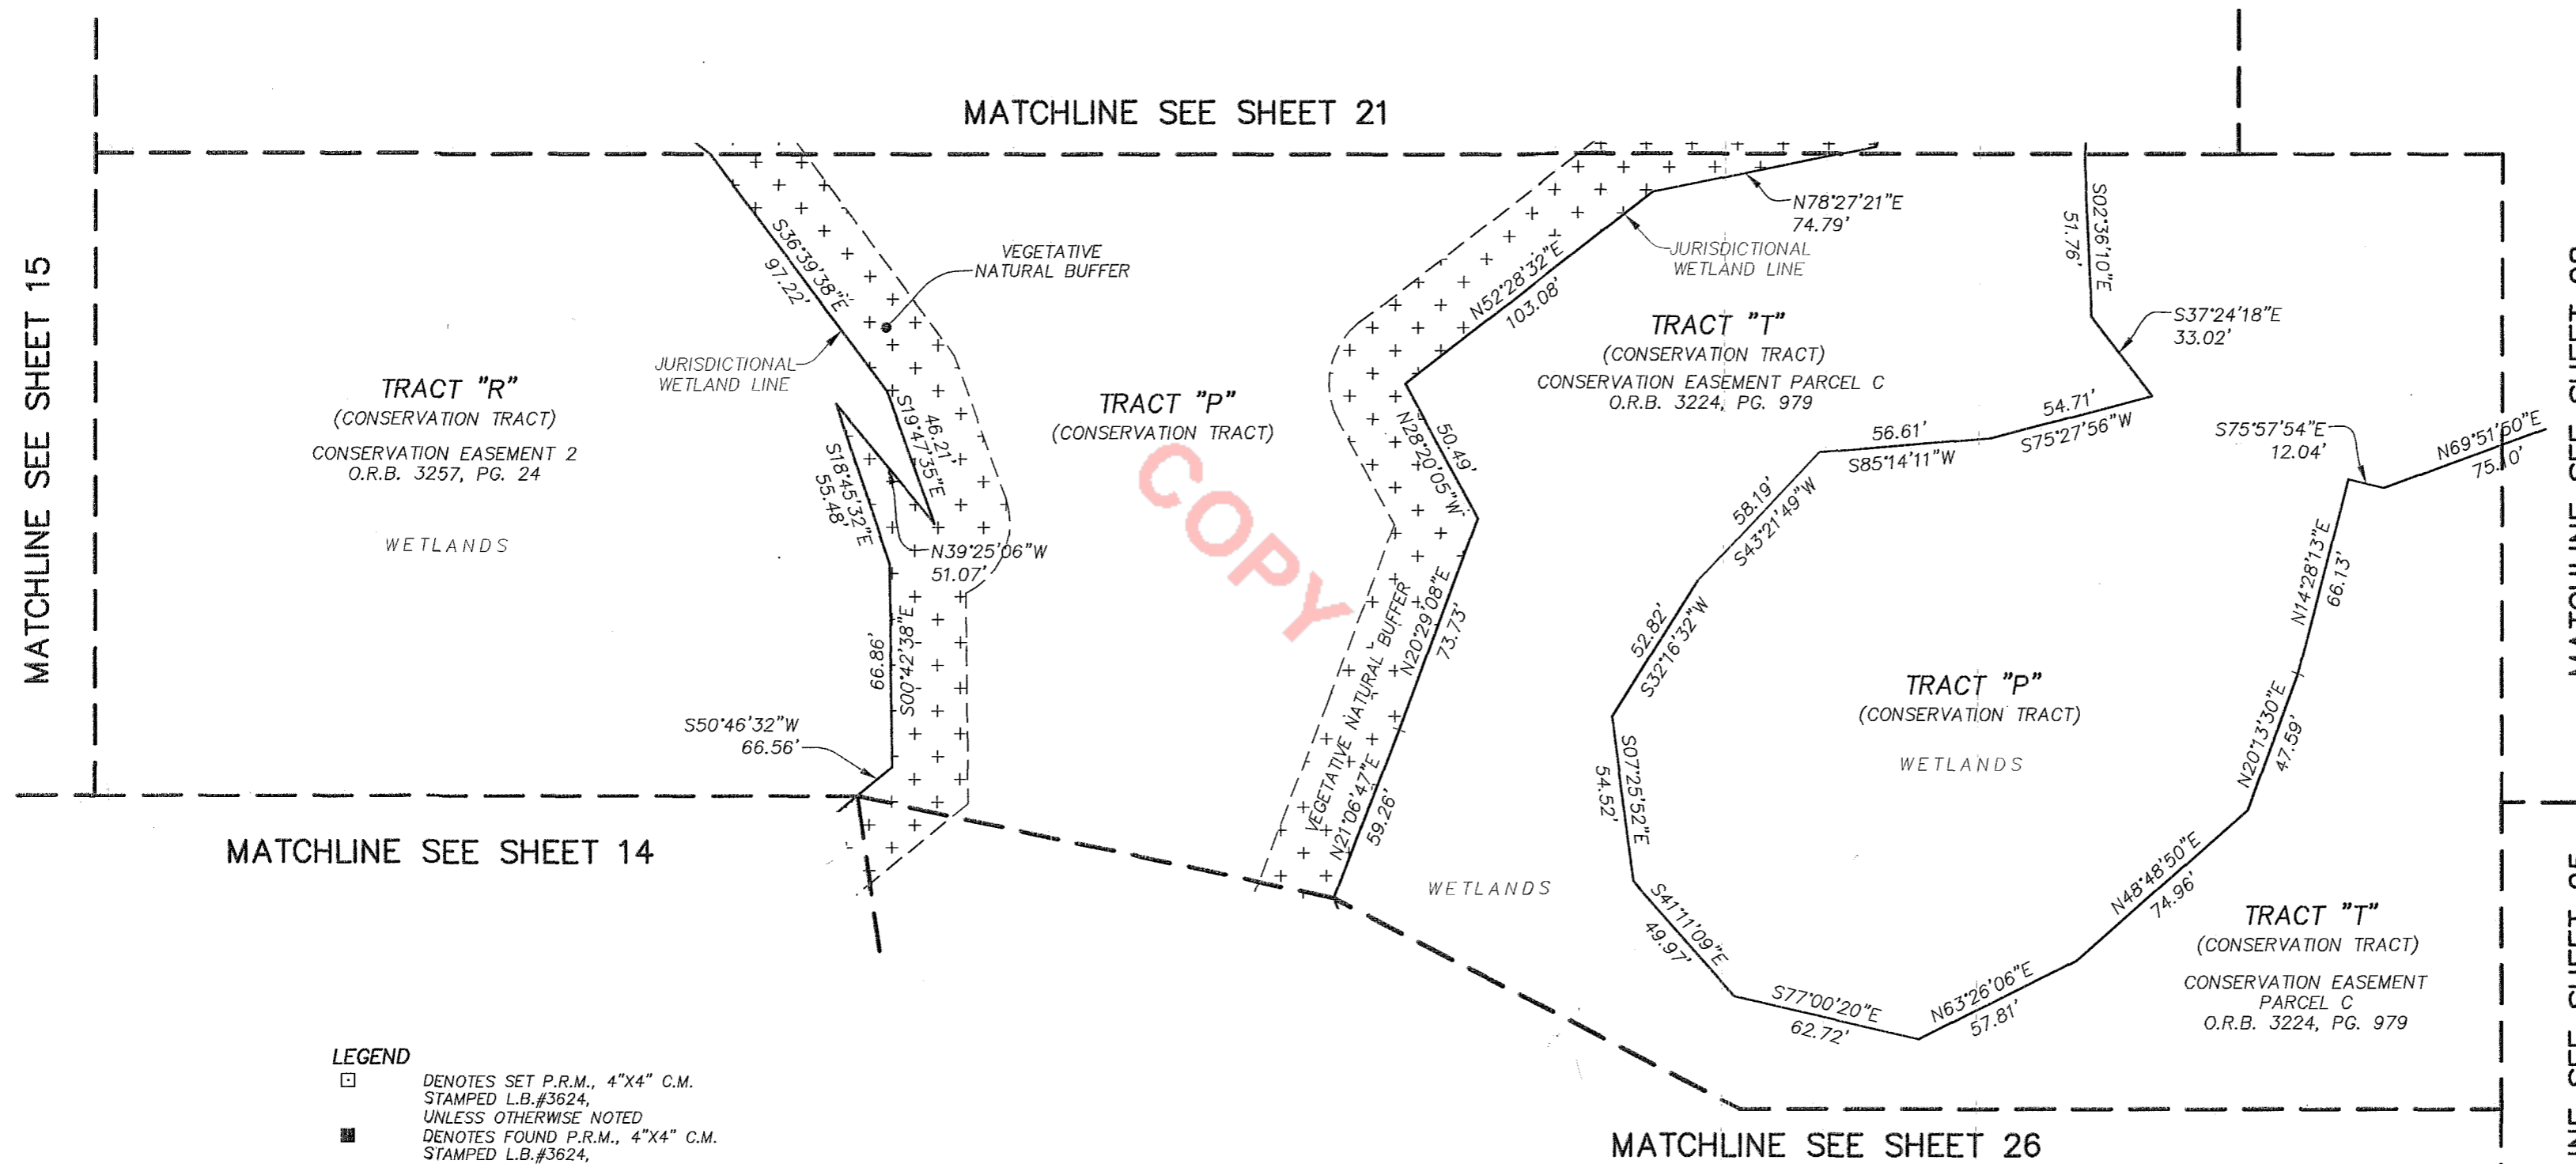 MATCHLINE SEE SHEET 21
MATCHLINE SEE SHEET 15
S36°39'38"E
97.22'
VEGETATIVE
NATURAL BUFFER
JURISDICTIONAL
WETLAND LINE
TRACT "R"
(CONSERVATION TRACT)
CONSERVATION EASEMENT 2
O.R.B. 3257, PG. 24
WETLANDS
46.21'
S19°47'35"E
S18°45'32"E
55.48'
N39°25'06"W
51.07'
66.86'
S00°42'38"E
S50°46'32"W
66.56'
MATCHLINE SEE SHEET 14
TRACT "P"
(CONSERVATION TRACT)
COPY
N78°27'21"E
74.79'
JURISDICTIONAL
WETLAND LINE
N52°28'32"E
103.08'
TRACT "T"
(CONSERVATION TRACT)
CONSERVATION EASEMENT PARCEL C
O.R.B. 3224, PG. 979
50.49'
N28°20'05"W
N20°29'08"E
73.73'
VEGETATIVE NATURAL BUFFER
N21°06'47"E
59.26'
WETLANDS
S02°36'10"E
51.76'
S37°24'18"E
33.02'
54.71'
S75°27'56"W
56.61'
S85°14'11"W
58.19'
S43°21'49"W
52.82'
S32°16'32"W
S07°25'52"E
54.52'
S41°11'09"E
49.97'
S77°00'20"E
62.72'
N63°26'06"E
57.81'
N48°48'50"E
74.96'
N20°13'30"E
47.59'
N14°28'13"E
66.13'
S75°57'54"E
12.04'
N69°51'50"E
TRACT "P"
(CONSERVATION TRACT)
WETLANDS
TRACT "T"
(CONSERVATION TRACT)
CONSERVATION EASEMENT
PARCEL C
O.R.B. 3224, PG. 979
MATCHLINE SEE SHEET 26
LEGEND
DENOTES SET P.R.M., 4"X4" C.M.
STAMPED L.B.#3624,
UNLESS OTHERWISE NOTED
DENOTES FOUND P.R.M., 4"X4" C.M.
STAMPED L.B.#3624,